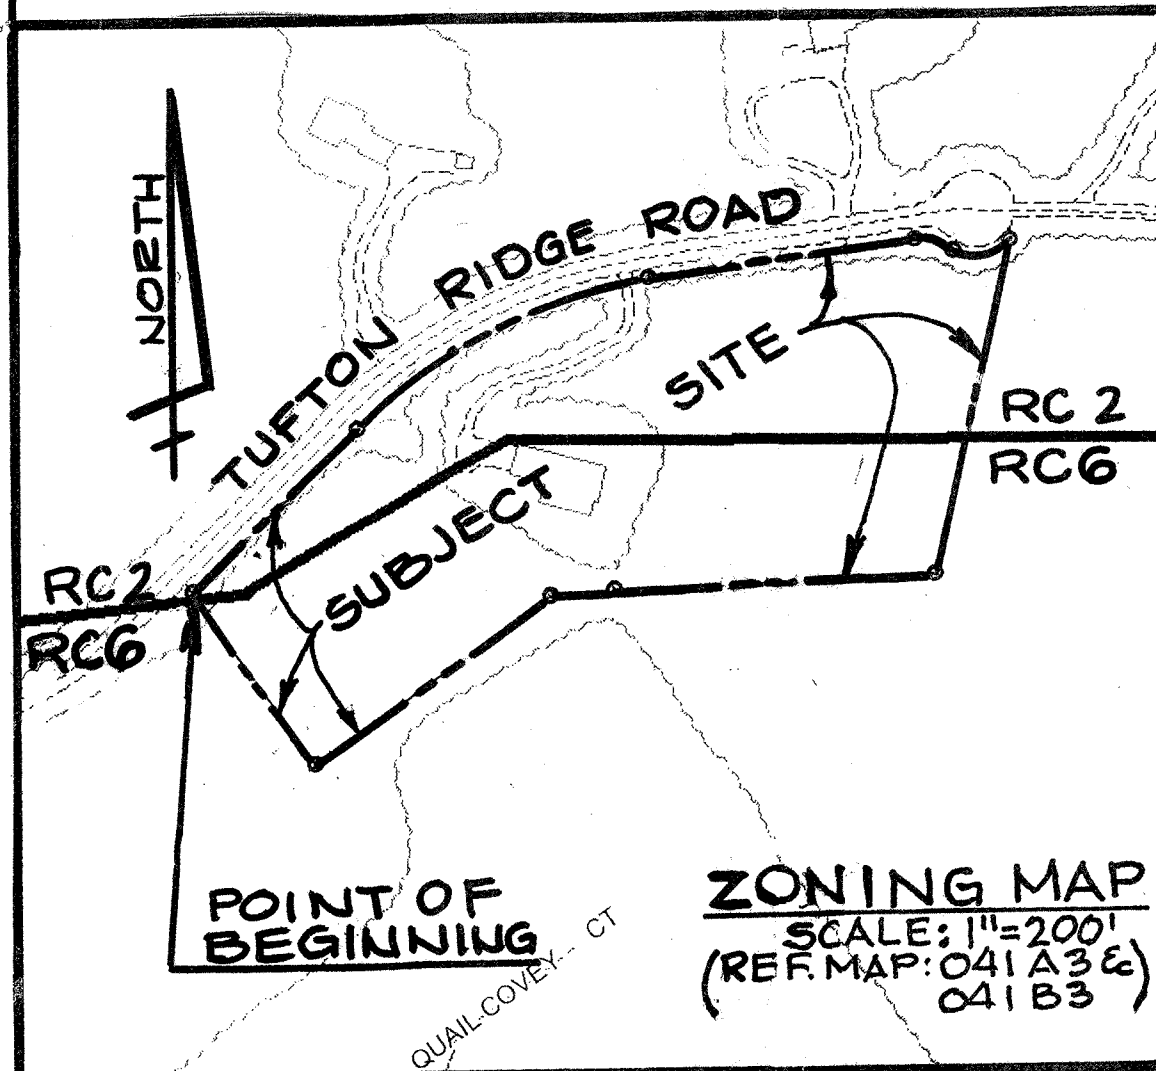 NORTH
TUFTON RIDGE ROAD
SITE
RC 2
RC6
SUBJECT
RC2
RC6
POINT OF
BEGINNING
QUAIL COVEY CT
ZONING MAP
SCALE: 1"=200'
(REF. MAP: 041 A3 &
041 B3)